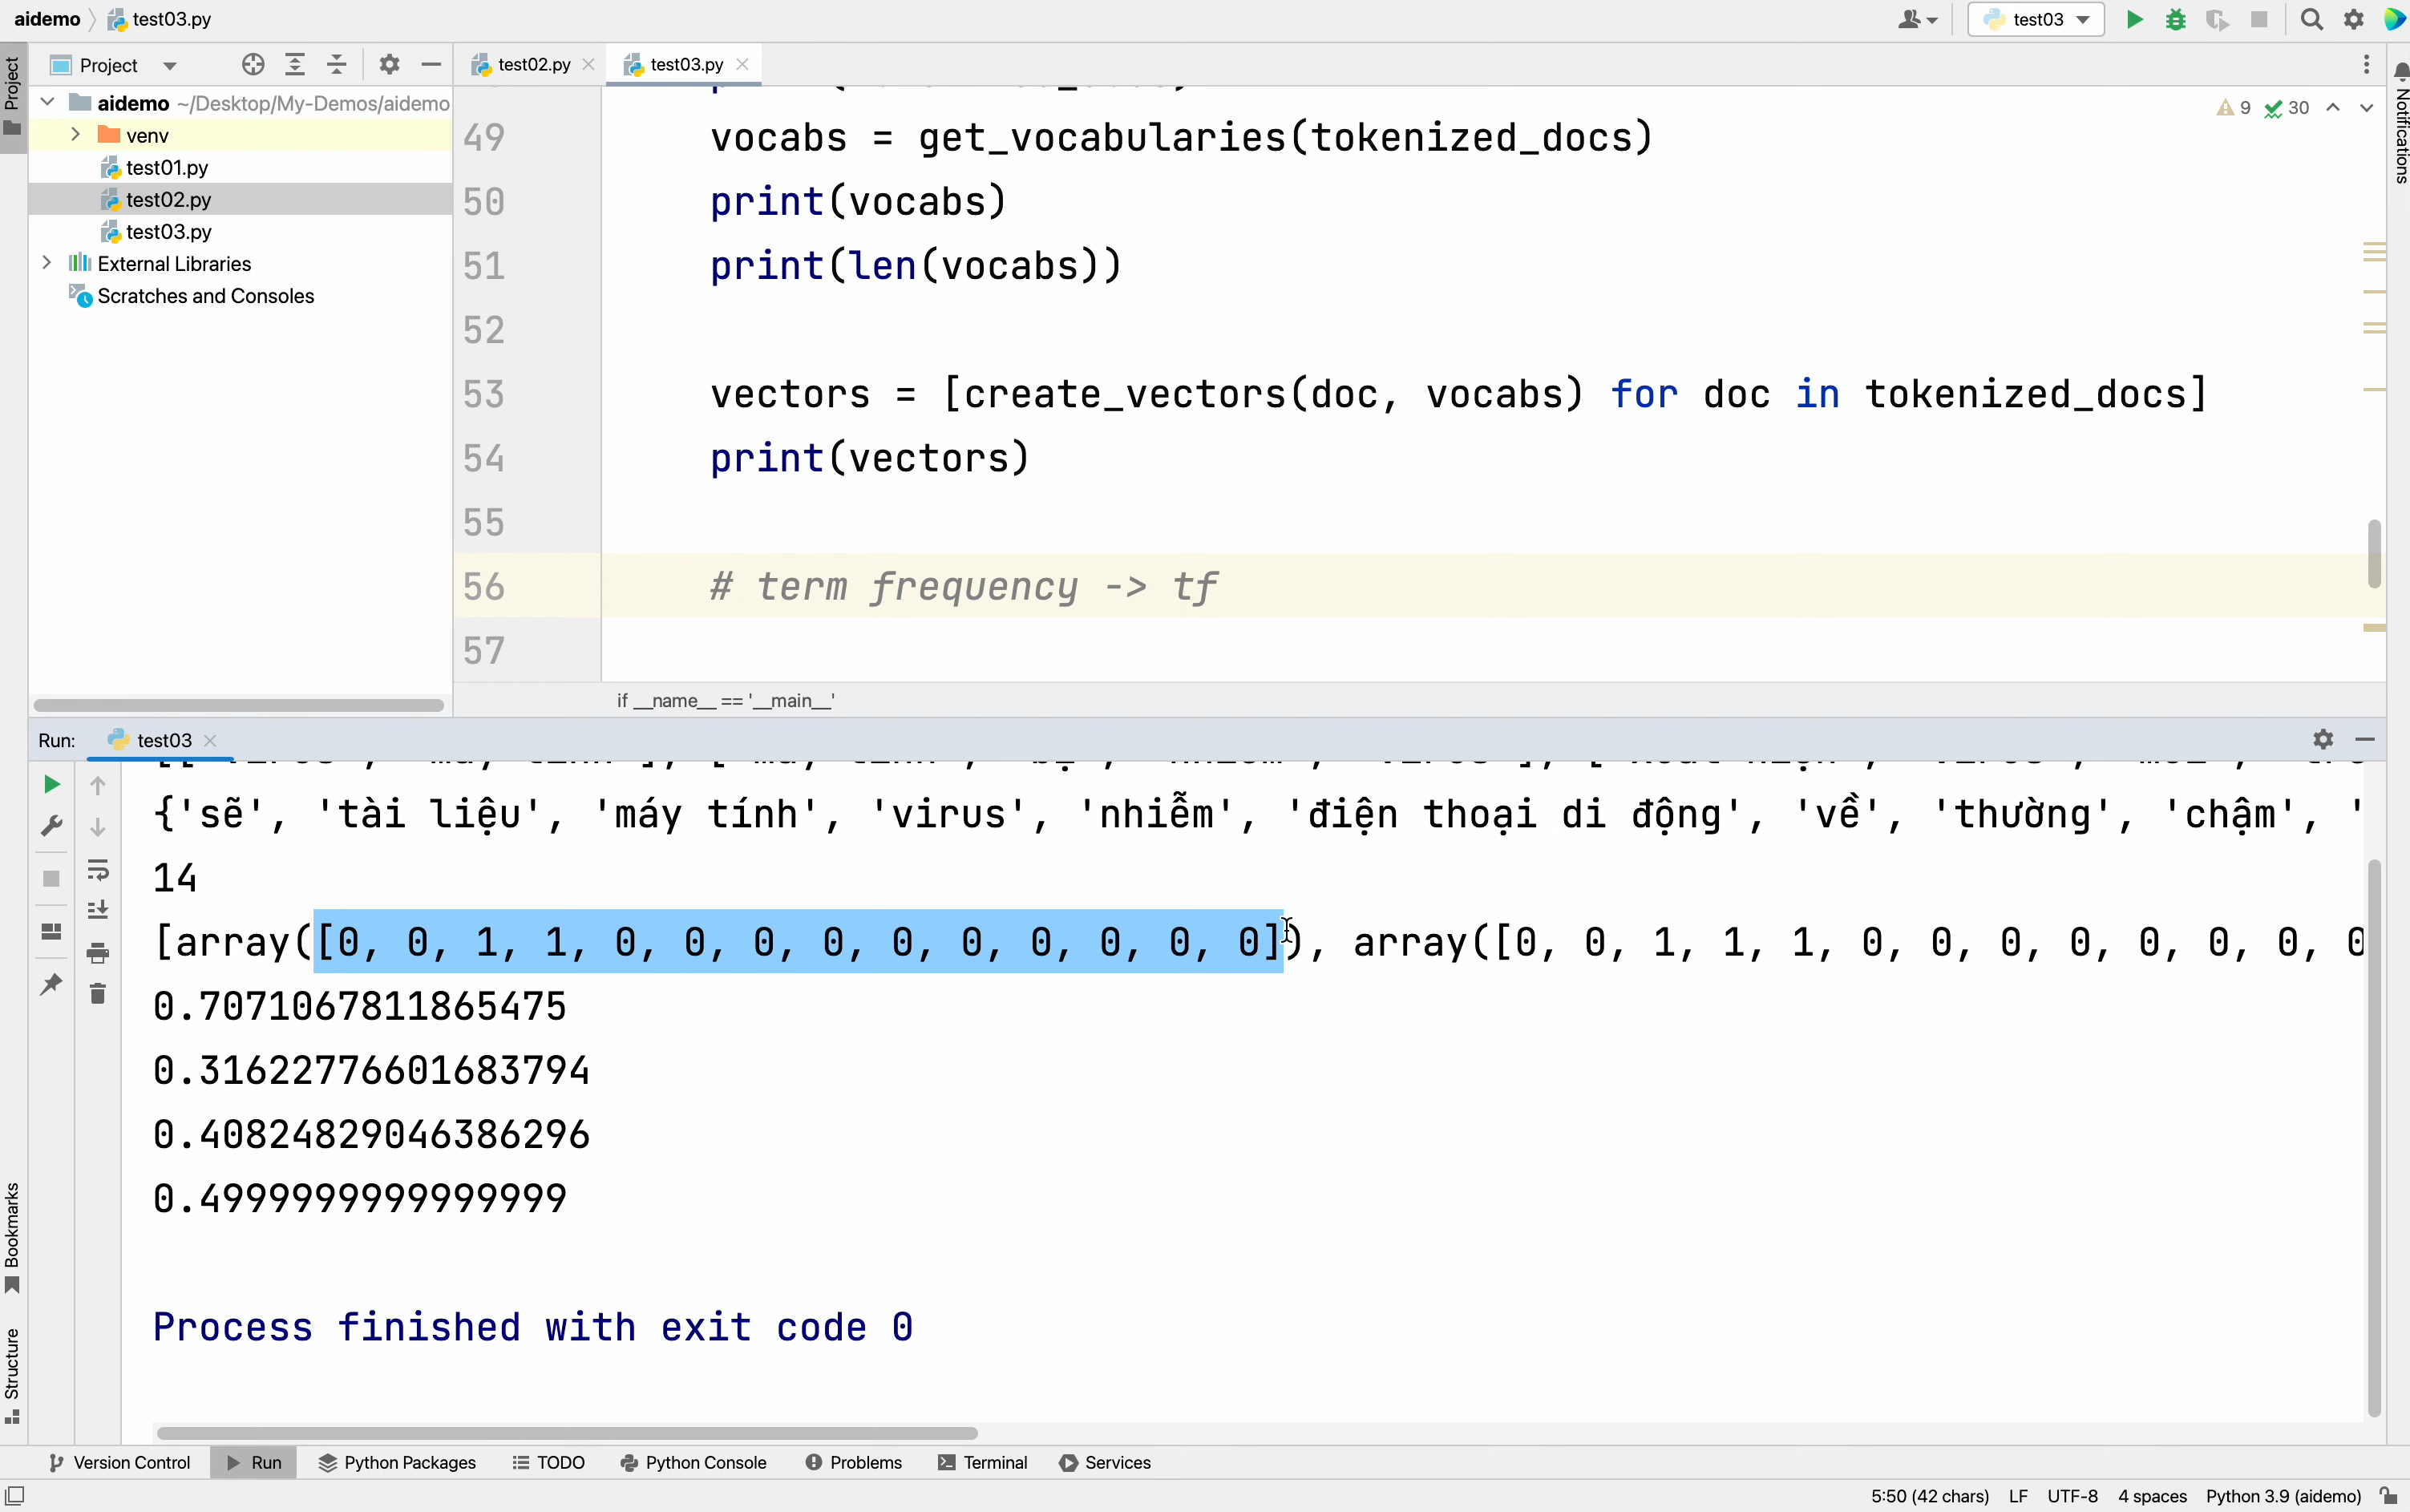 aidemo
test03.py
test03
Project
test02.py
test03.py
9
30
Project
aidemo ~/Desktop/My-Demos/aidemo
venv
test01.py
test02.py
test03.py
External Libraries
Scratches and Consoles
49 vocabs = get_vocabularies(tokenized_docs)
50 print(vocabs)
51 print(len(vocabs))
52
53 vectors = [create_vectors(doc, vocabs) for doc in tokenized_docs]
54 print(vectors)
55
56 # term frequency -> tf
57
if __name__ == '__main__'
Notifications
Run: test03
{'sẽ', 'tài liệu', 'máy tính', 'virus', 'nhiễm', 'điện thoại di động', 'về', 'thường', 'chậm', '
14
[array([0, 0, 1, 1, 0, 0, 0, 0, 0, 0, 0, 0, 0, 0]), array([0, 0, 1, 1, 1, 0, 0, 0, 0, 0, 0, 0, 0
0.7071067811865475
0.31622776601683794
0.40824829046386296
0.4999999999999999
Process finished with exit code 0
Bookmarks
Structure
Version Control
Run
Python Packages
TODO
Python Console
Problems
Terminal
Services
5:50 (42 chars) LF UTF-8 4 spaces Python 3.9 (aidemo)